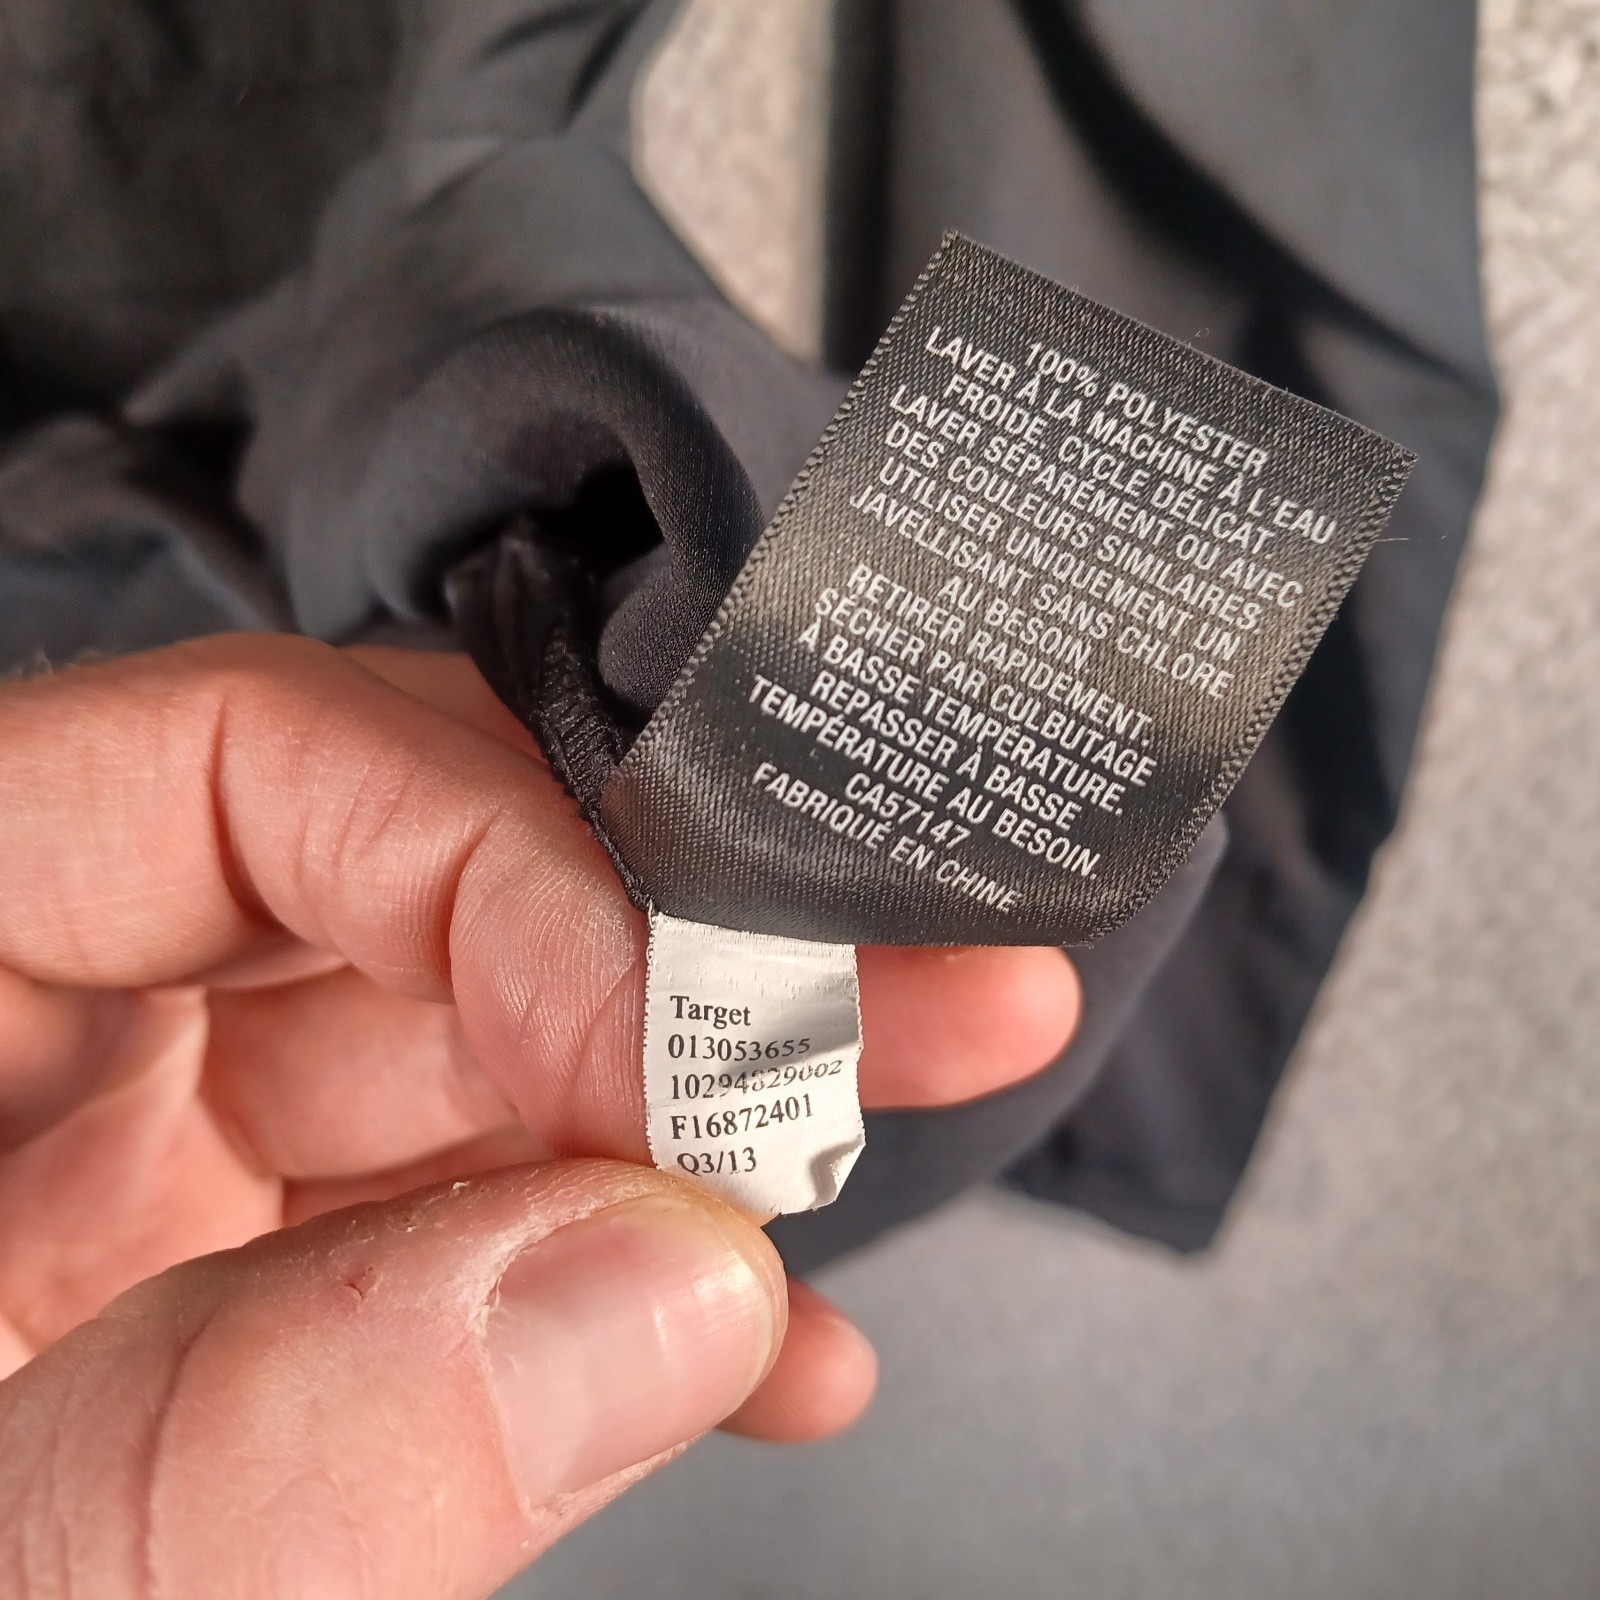 100% POLYESTER
LAVER À LA MACHINE À L'EAU
FROIDE, CYCLE DÉLICAT.
LAVER SÉPARÉMENT OU AVEC
DES COULEURS SIMILAIRES.
UTILISER UNIQUEMENT UN
JAVELLISANT SANS CHLORE
AU BESOIN.
RETIRER RAPIDEMENT.
SÉCHER PAR CULBUTAGE
À BASSE TEMPÉRATURE.
REPASSER À BASSE
TEMPÉRATURE AU BESOIN.
CA57147
FABRIQUÉ EN CHINE
Target
013053655
10294829002
F16872401
Q3/13